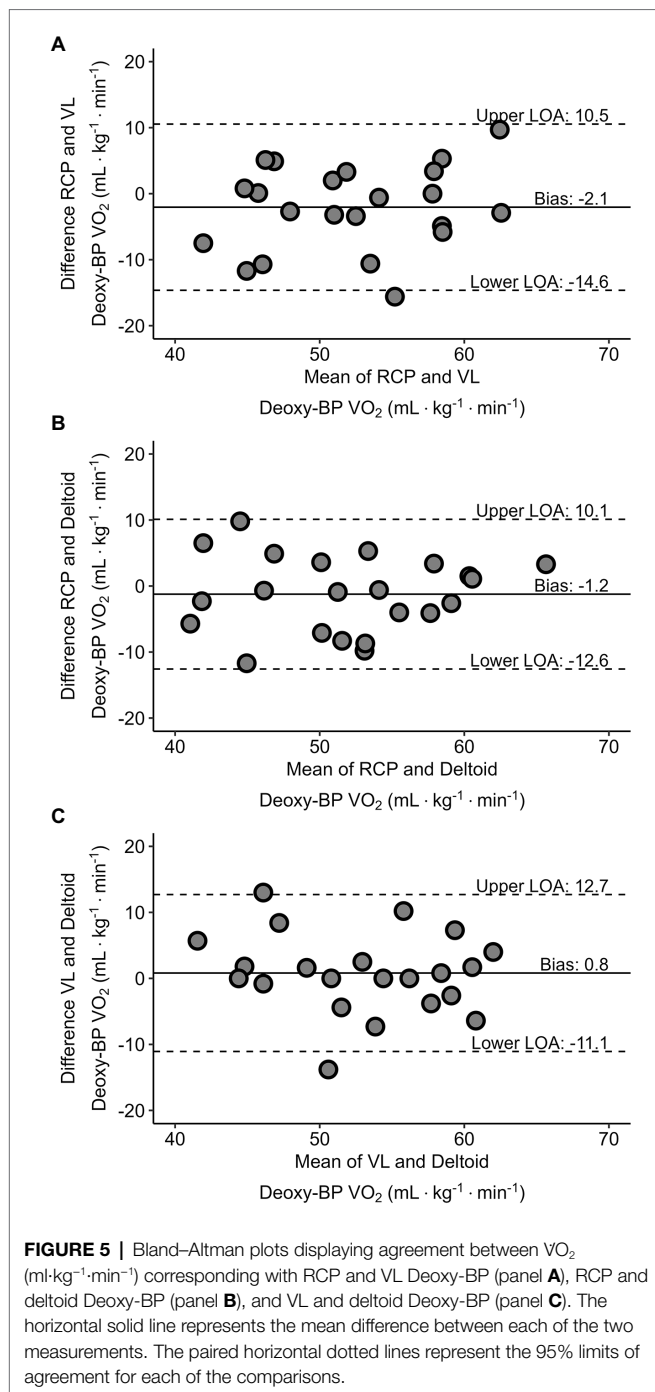 A
Difference RCP and VL
Deoxy-BP VO₂ (mL · kg⁻¹ · min⁻¹)
20
10
0
-10
-20
Upper LOA: 10.5
Bias: -2.1
Lower LOA: -14.6
40 50 60 70
Mean of RCP and VL
Deoxy-BP VO₂ (mL · kg⁻¹ · min⁻¹)
B
Difference RCP and Deltoid
Deoxy-BP VO₂ (mL · kg⁻¹ · min⁻¹)
20
10
0
-10
-20
Upper LOA: 10.1
Bias: -1.2
Lower LOA: -12.6
40 50 60 70
Mean of RCP and Deltoid
Deoxy-BP VO₂ (mL · kg⁻¹ · min⁻¹)
C
Difference VL and Deltoid
Deoxy-BP VO₂ (mL · kg⁻¹ · min⁻¹)
20
10
0
-10
-20
Upper LOA: 12.7
Bias: 0.8
Lower LOA: -11.1
40 50 60 70
Mean of VL and Deltoid
Deoxy-BP VO₂ (mL · kg⁻¹ · min⁻¹)
FIGURE 5 | Bland–Altman plots displaying agreement between V̇O₂
(ml·kg⁻¹·min⁻¹) corresponding with RCP and VL Deoxy-BP (panel A), RCP and
deltoid Deoxy-BP (panel B), and VL and deltoid Deoxy-BP (panel C). The
horizontal solid line represents the mean difference between each of the two
measurements. The paired horizontal dotted lines represent the 95% limits of
agreement for each of the comparisons.